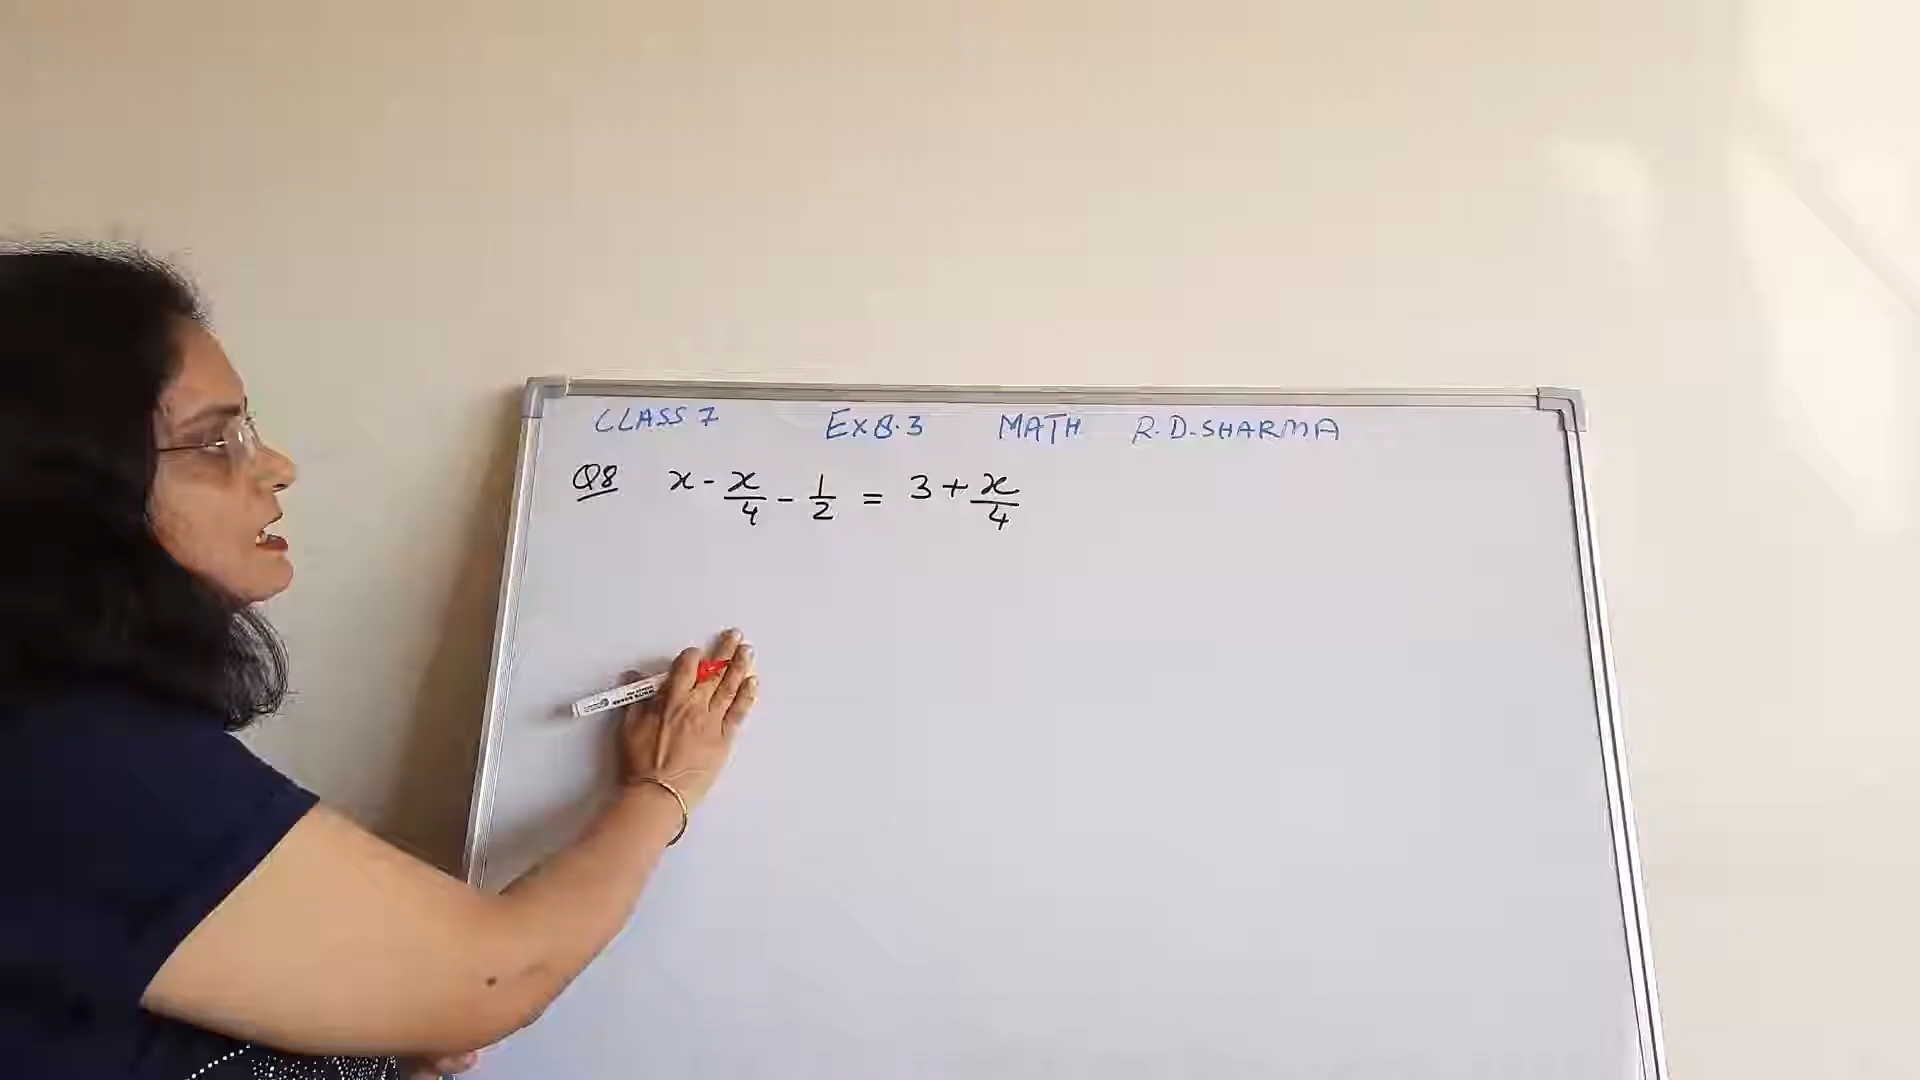 CLASS 7 EX 8.3 MATH R.D.SHARMA
Q8 x - x/4 - 1/2 = 3 + x/4